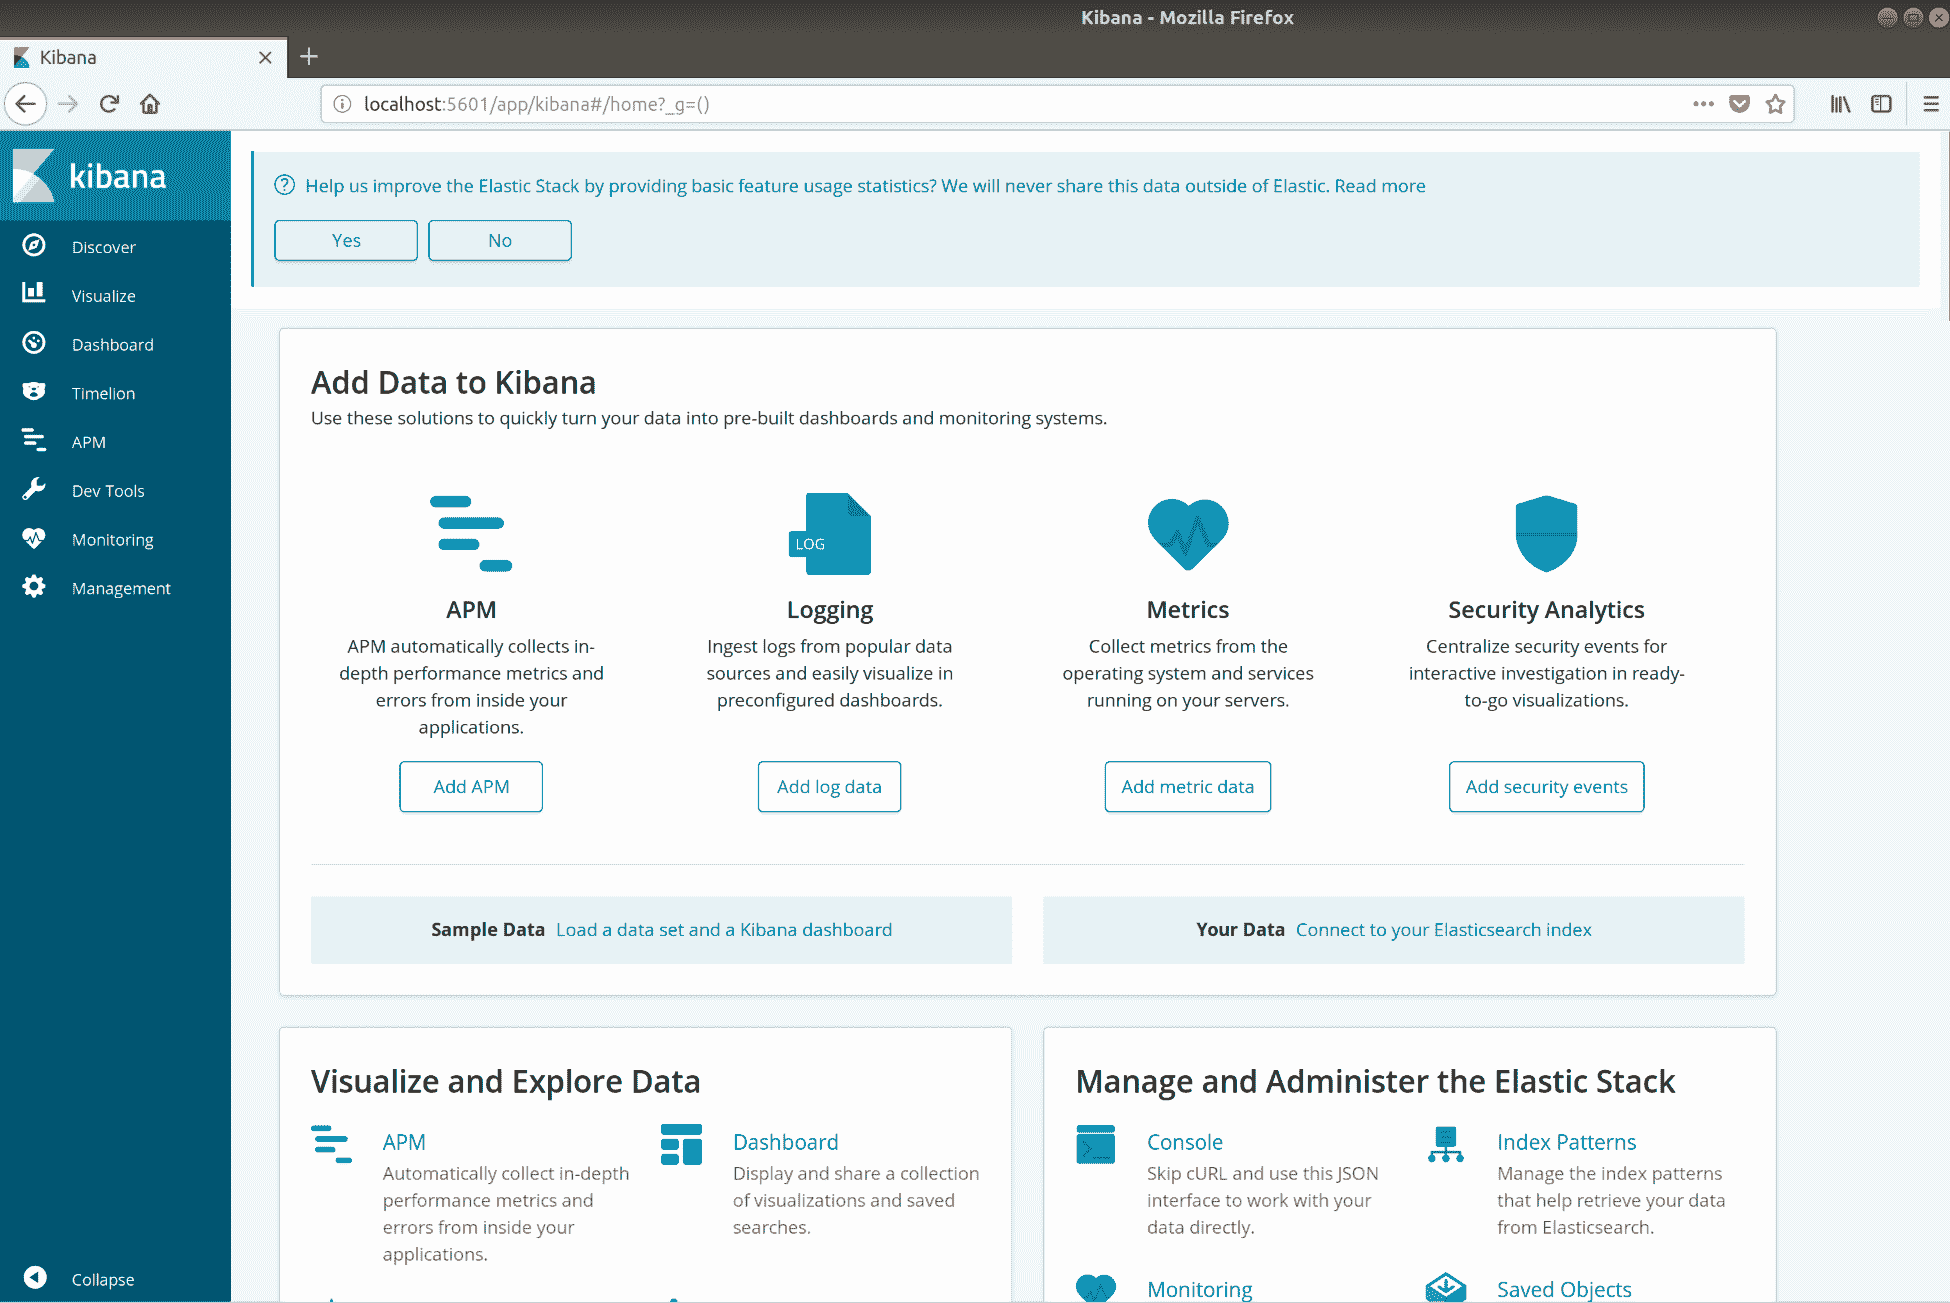 Kibana - Mozilla Firefox
Kibana
localhost:5601/app/kibana#/home?_g=()
kibana
Discover
Visualize
Dashboard
Timelion
APM
Dev Tools
Monitoring
Management
Collapse
Help us improve the Elastic Stack by providing basic feature usage statistics? We will never share this data outside of Elastic. Read more
Yes
No
Add Data to Kibana
Use these solutions to quickly turn your data into pre-built dashboards and monitoring systems.
APM
APM automatically collects in-
depth performance metrics and
errors from inside your
applications.
Add APM
LOG
Logging
Ingest logs from popular data
sources and easily visualize in
preconfigured dashboards.
Add log data
Metrics
Collect metrics from the
operating system and services
running on your servers.
Add metric data
Security Analytics
Centralize security events for
interactive investigation in ready-
to-go visualizations.
Add security events
Sample Data Load a data set and a Kibana dashboard
Your Data Connect to your Elasticsearch index
Visualize and Explore Data
APM
Automatically collect in-depth
performance metrics and
errors from inside your
applications.
Dashboard
Display and share a collection
of visualizations and saved
searches.
Manage and Administer the Elastic Stack
Console
Skip cURL and use this JSON
interface to work with your
data directly.
Index Patterns
Manage the index patterns
that help retrieve your data
from Elasticsearch.
Monitoring
Saved Objects